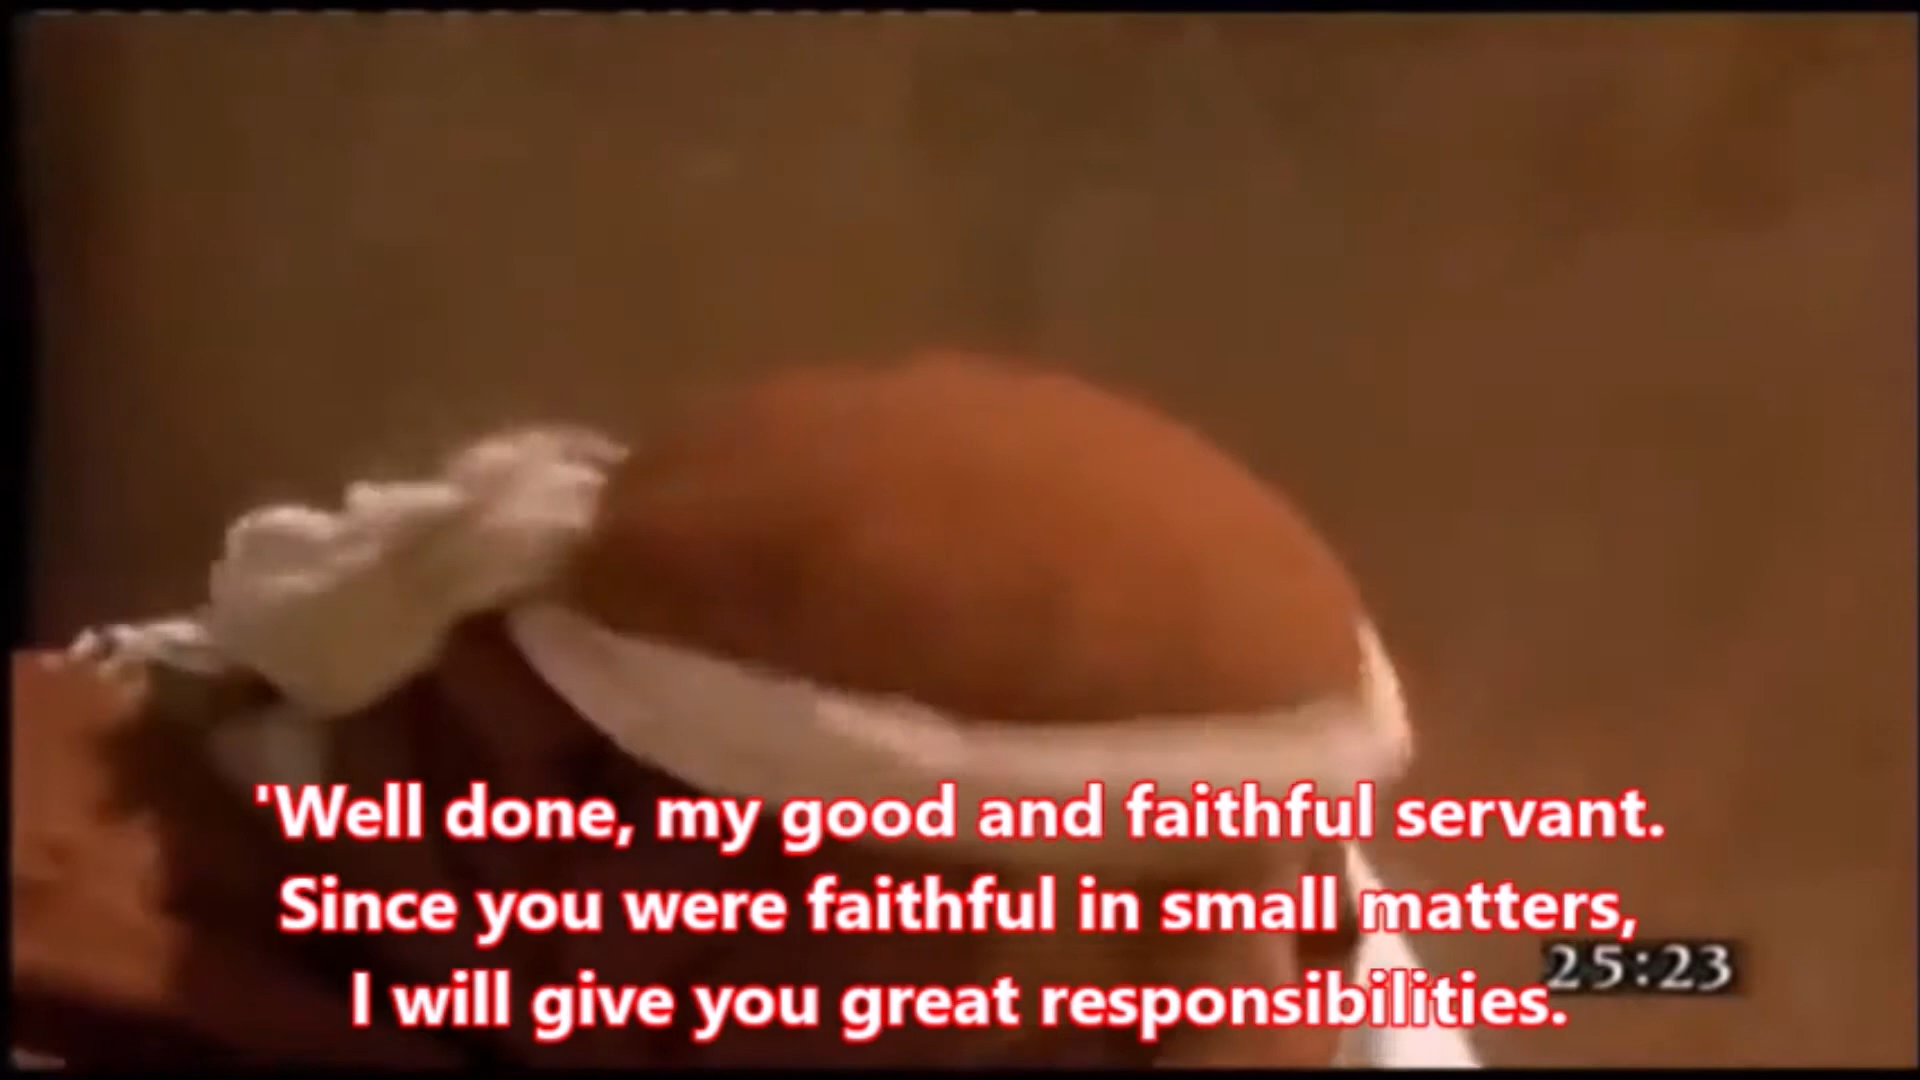 'Well done, my good and faithful servant.
Since you were faithful in small matters,
I will give you great responsibilities.
25:23